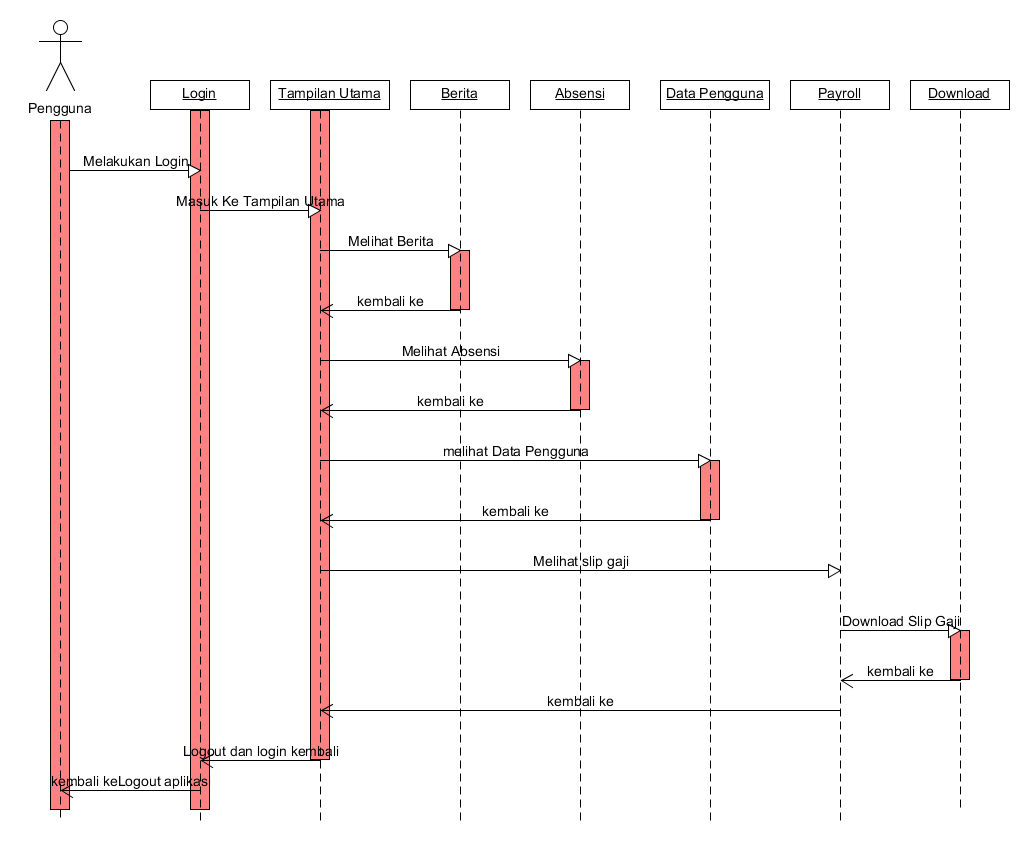 Pengguna
Login
Tampilan Utama
Berita
Absensi
Data Pengguna
Payroll
Download
Melakukan Login
Masuk Ke Tampilan Utama
Melihat Berita
kembali ke
Melihat Absensi
kembali ke
melihat Data Pengguna
kembali ke
Melihat slip gaji
Download Slip Gaji
kembali ke
kembali ke
Logout dan login kembali
kembali keLogout aplikas